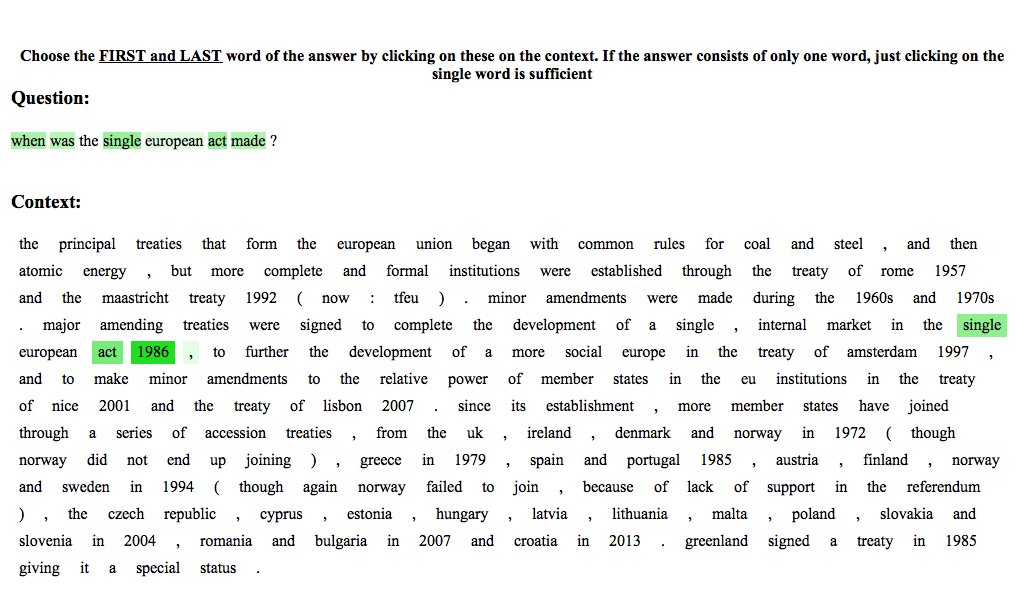 Choose the FIRST and LAST word of the answer by clicking on these on the context. If the answer consists of only one word, just clicking on the
single word is sufficient
Question:
when was the single european act made ?
Context:
the principal treaties that form the european union began with common rules for coal and steel , and then
atomic energy , but more complete and formal institutions were established through the treaty of rome 1957
and the maastricht treaty 1992 ( now : tfeu ) . minor amendments were made during the 1960s and 1970s
. major amending treaties were signed to complete the development of a single , internal market in the single
european act 1986 , to further the development of a more social europe in the treaty of amsterdam 1997 ,
and to make minor amendments to the relative power of member states in the eu institutions in the treaty
of nice 2001 and the treaty of lisbon 2007 . since its establishment , more member states have joined
through a series of accession treaties , from the uk , ireland , denmark and norway in 1972 ( though
norway did not end up joining ) , greece in 1979 , spain and portugal 1985 , austria , finland , norway
and sweden in 1994 ( though again norway failed to join , because of lack of support in the referendum
) , the czech republic , cyprus , estonia , hungary , latvia , lithuania , malta , poland , slovakia and
slovenia in 2004 , romania and bulgaria in 2007 and croatia in 2013 . greenland signed a treaty in 1985
giving it a special status .